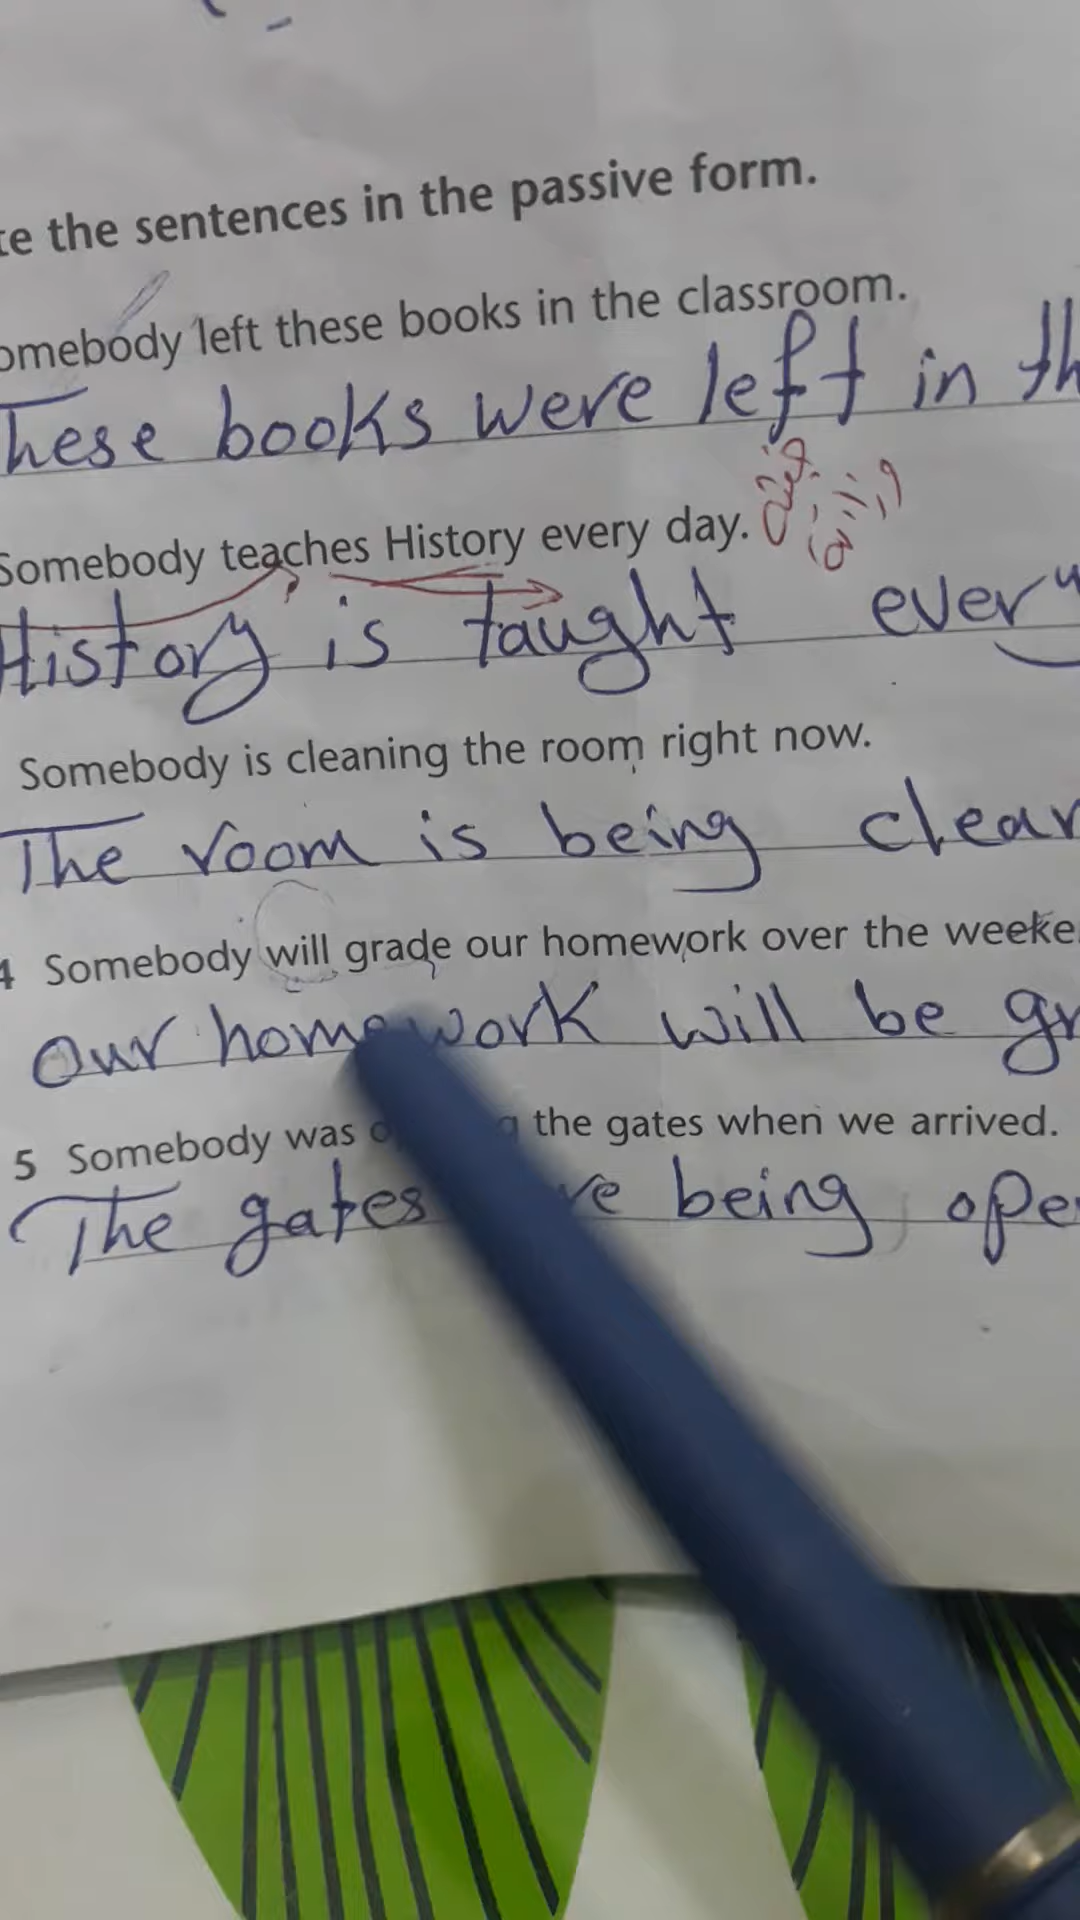 the sentences in the passive form.
omebody left these books in the classroom.
These books were left in th
Somebody teaches History every day.
History is taught every
Somebody is cleaning the room right now.
The room is being clean
4 Somebody will grade our homework over the weeke
Our homework will be gr
5 Somebody was the gates when we arrived.
The gates being ope